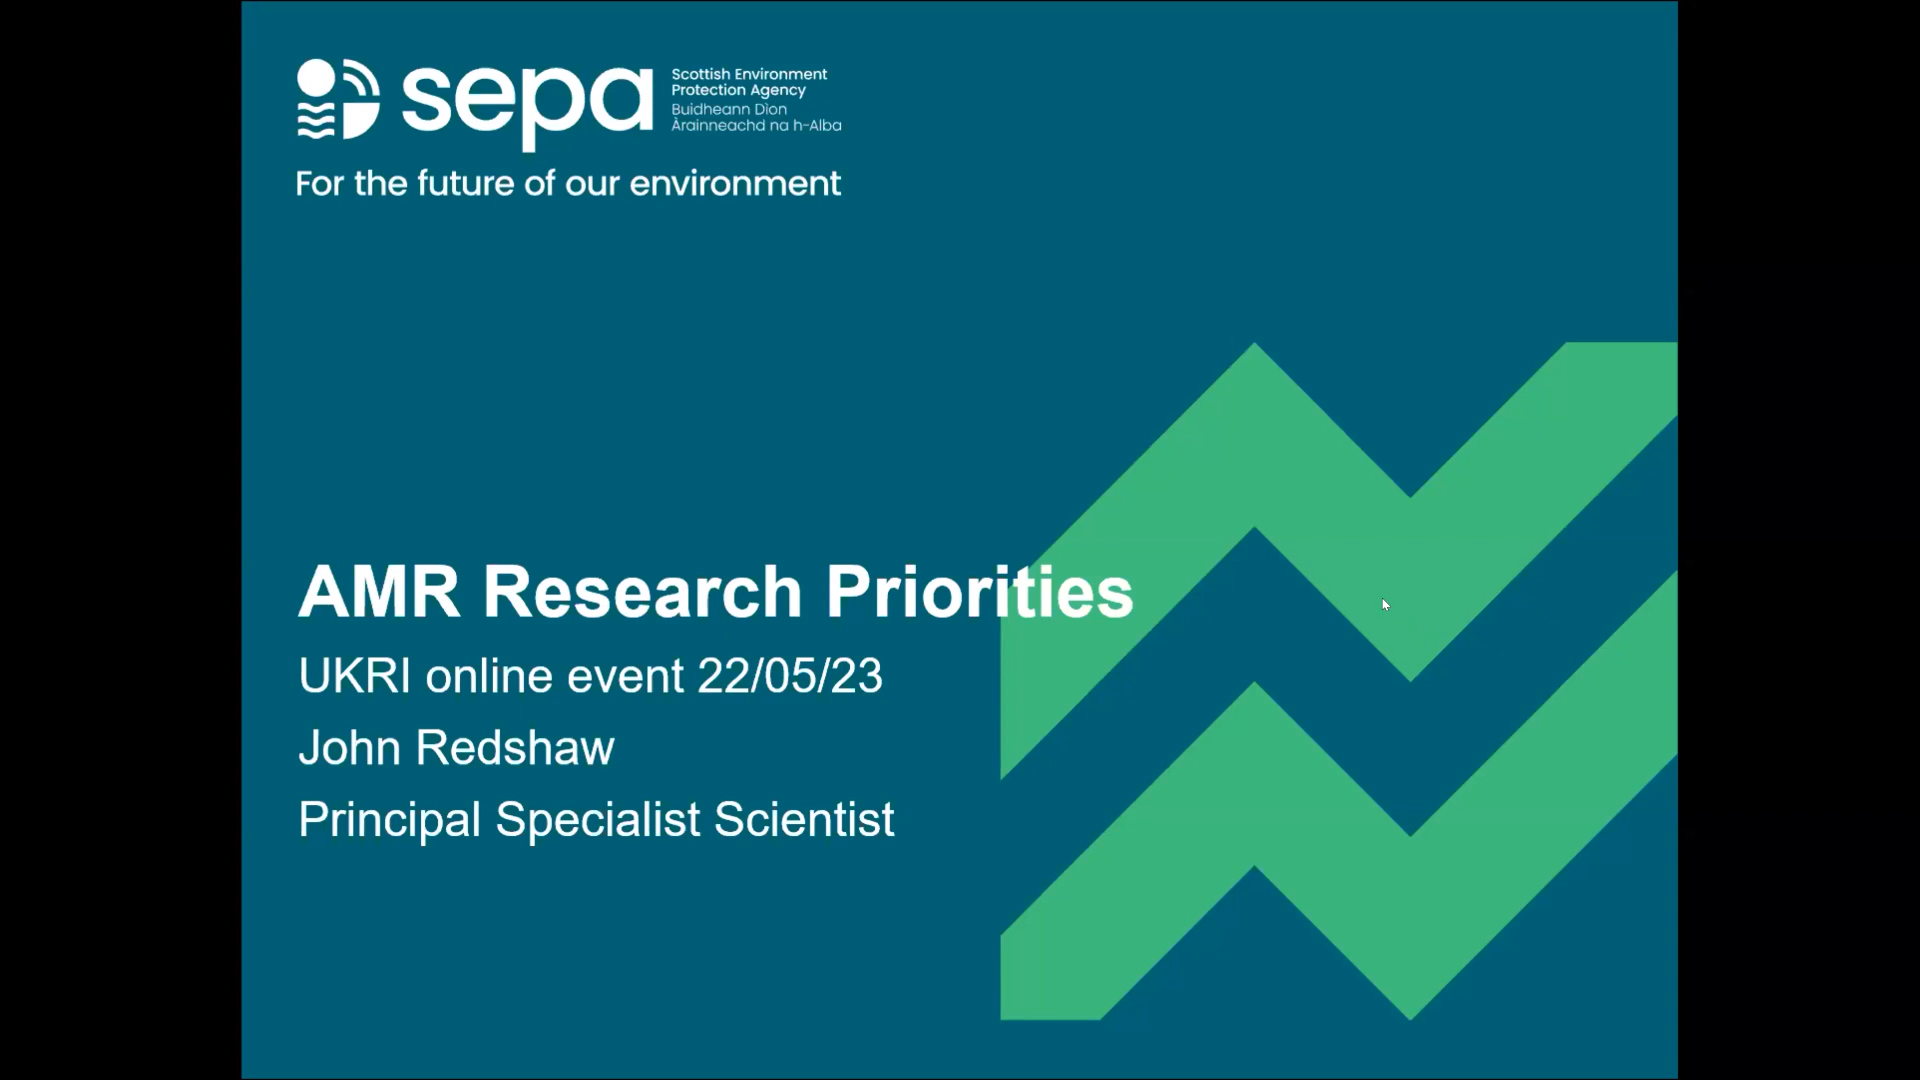 sepa
Scottish Environment
Protection Agency
Buidheann Dìon
Àrainneachd na h-Alba
For the future of our environment
AMR Research Priorities
UKRI online event 22/05/23
John Redshaw
Principal Specialist Scientist